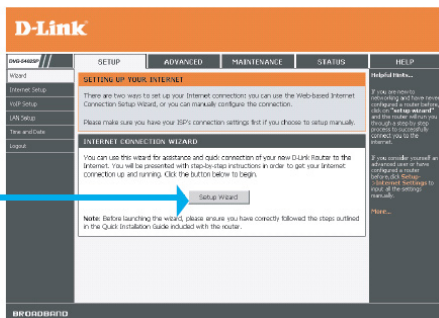 D-Link
DVG-G402SP
SETUP
ADVANCED
MAINTENANCE
STATUS
HELP
Wizard
Internet Setup
VoIP Setup
LAN Setup
Time and Date
Logout
SETTING UP YOUR INTERNET
There are two ways to set up your Internet connection: you can use the Web-based Internet
Connection Setup Wizard, or you can manually configure the connection.
Please make sure you have your ISP's connection settings first if you choose to setup manually.
INTERNET CONNECTION WIZARD
You can use this wizard for assistance and quick connection of your new D-Link Router to the
Internet. You will be presented with step-by-step instructions in order to get your Internet
connection up and running. Click the button below to begin.
Setup Wizard
Note: Before launching the wizard, please ensure you have correctly followed the steps outlined
in the Quick Installation Guide included with the router.
Helpful Hints...
If you are new to
networking and have never
configured a router before,
click on "setup wizard"
and the router will run you
through a step by step
process to successfully
connect you to the
internet.
If you consider yourself an
advanced user or have
configured a router
before, click Setup-
>Internet Settings to
input all the settings
manually.
More...
BROADBAND